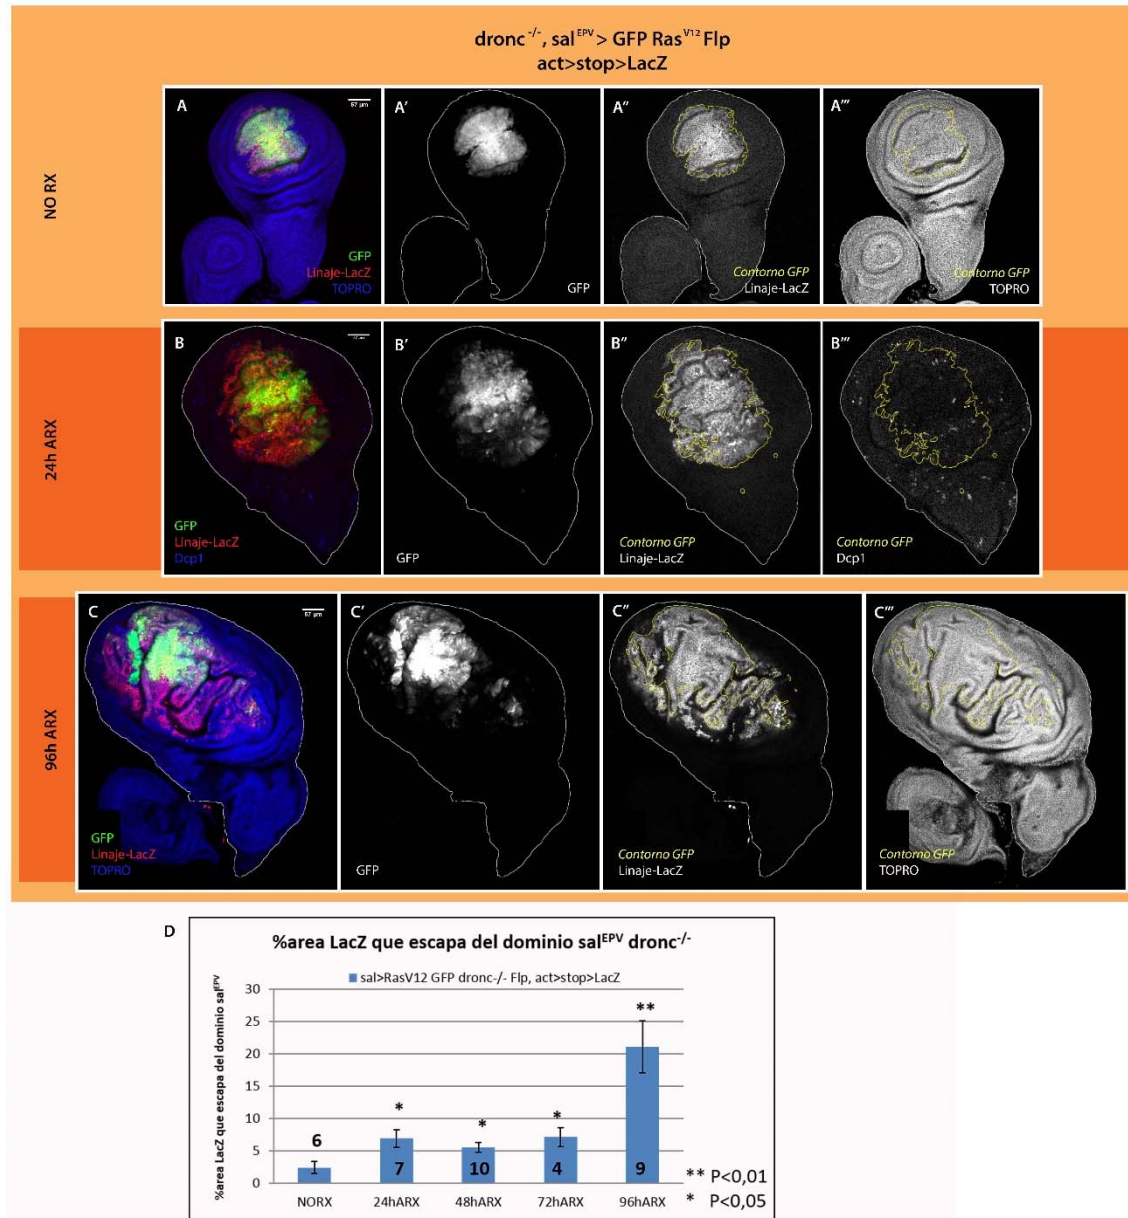 dronc-/-, salEPV> GFP RasV12 Flp
act>stop>LacZ
NO RX
A
67 µm
GFP
Linaje-LacZ
TOPRO
A'
GFP
A''
Contorno GFP
Linaje-LacZ
A'''
Contorno GFP
TOPRO
24h ARX
B
GFP
Linaje-LacZ
Dcp1
B'
GFP
B''
Contorno GFP
Linaje-LacZ
B'''
Contorno GFP
Dcp1
96h ARX
C
67 µm
GFP
Linaje-LacZ
TOPRO
C'
GFP
C''
Contorno GFP
Linaje-LacZ
C'''
Contorno GFP
TOPRO
D
%area LacZ que escapa del dominio salEPV dronc-/-
sal>RasV12 GFP dronc-/- Flp, act>stop>LacZ
%area LacZ que escapa del dominio salEPV
30
25
20
15
10
5
0
6
*
7
*
10
*
4
**
9
NORX
24hARX
48hARX
72hARX
96hARX
** P<0,01
* P<0,05